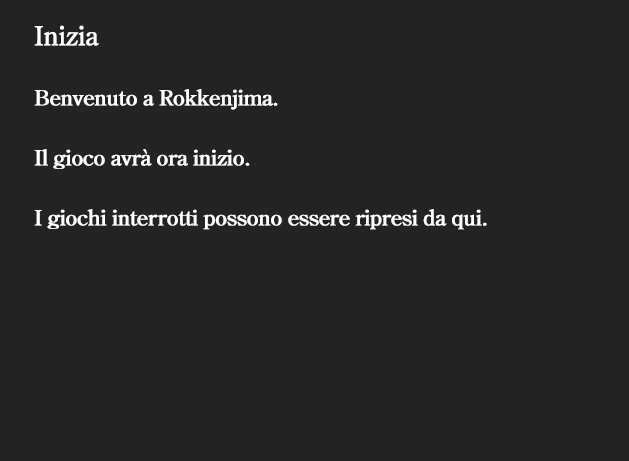 Inizia
Benvenuto a Rokkenjima.
Il gioco avrà ora inizio.
I giochi interrotti possono essere ripresi da qui.